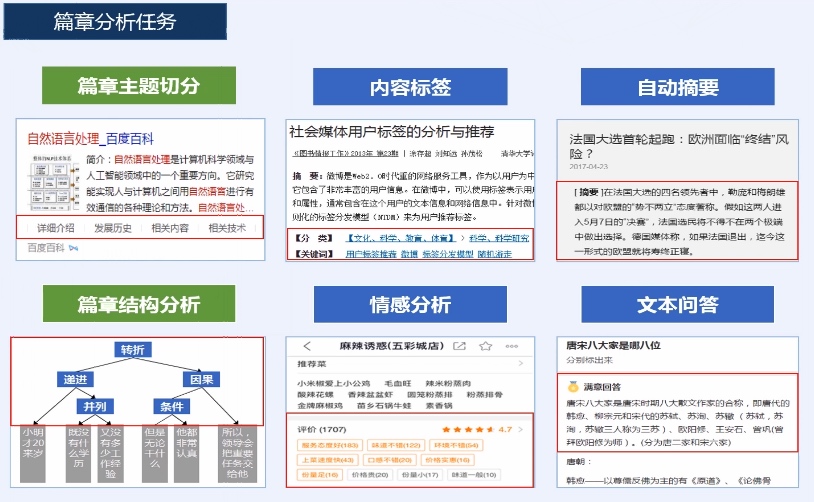 篇章分析任务
篇章主题切分
自然语言处理_百度百科
简介：自然语言处理是计算机科学领域与
人工智能领域中的一个重要方向。它研究
能实现人与计算机之间用自然语言进行有
效通信的各种理论和方法。自然语言处...
详细介绍 发展历史 相关内容 相关技术
百度百科
内容标签
社会媒体用户标签的分析与推荐
《图书情报工作》2013年 第23期 | 涂存超 刘知远 孙茂松 清华大学
摘 要：微博是Web2.0时代重要的网络服务工具，作为以用户为中
它包含了非常丰富的用户信息。在微博中，可以使用标签表示用
和属性，通常包含在这个用户的文本信息和网络信息中。针对微
则化的标签分发模型（NTDM）来为用户推荐标签。
【分 类】 【文化、科学、教育、体育】 > 科学、科学研究
【关键词】 用户标签推荐 微博 标签分发模型 随机游走
自动摘要
法国大选首轮起跑：欧洲面临“终结”风
险？
2017-04-23
[ 摘要 ] 在法国大选的四名领先者中，勒庞和梅朗雄
都以对欧盟的“势不两立”态度著称。假如这两人进
入5月7日的“决赛”，法国选民将不得不在两个极端
中做出选择。德国媒体称，如果法国退出，迄今这
一形式的欧盟就将寿终正寝。
篇章结构分析
转折
递进
因果
并列
条件
小明才20来岁
既没有什么学历
又没有多少工作经验
但是无论干什么
他都非常认真
所以，领导会把重要任务交给他
情感分析
麻辣诱惑(五彩城店)
推荐菜
小米椒爱上小公鸡 毛血旺 辣米粉蒸肉
酸辣花螺 香辣盆盆虾 圆笼粉蒸排 粉蒸排骨
金牌麻椒鸡 苗乡石锅牛蛙 素香锅
评价 (1707)
4.7
服务态度好(193) 味道不错(122) 环境不错(54)
上菜速度快(43) 口感不错(20) 价格实惠(16)
份量足(16) 价格贵(20) 份量小(17) 味道一般(10)
文本问答
唐宋八大家是哪八位
分别标出来
满意回答
唐宋八大家是唐宋时期八大散文作家的合称，即唐代的
韩愈、柳宗元和宋代的苏轼、苏洵、苏辙（苏轼，苏
洵，苏辙三人称为三苏）、欧阳修、王安石、曾巩(曾
拜欧阳修为师)。(分为唐二家和宋六家)
唐朝：
韩愈——以尊儒反佛为主的有《原道》、《论佛骨